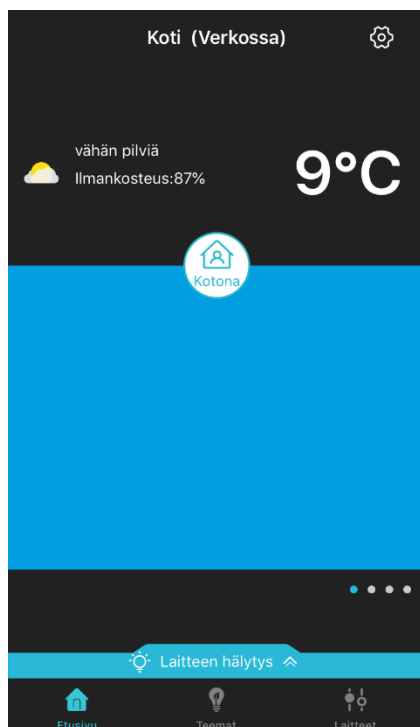 Koti (Verkossa)
vähän pilviä
Ilmankosteus:87%
9°C
Kotona
Laitteen hälytys
Etusivu
Teemat
Laitteet